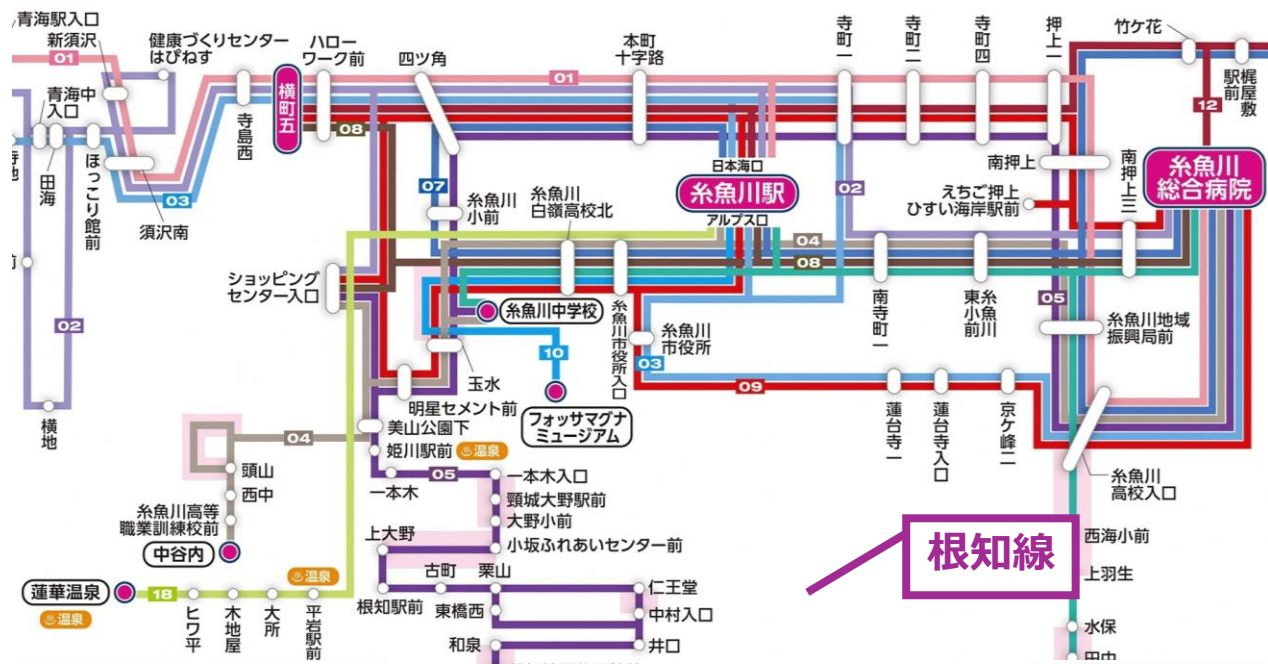 青海駅入口
新須沢
01
健康づくりセンター
はぴねす
青海中
入口
田海
ほっこり館前
須沢南
03
寺島西
横町五
ハロー
ワーク前
08
四ツ角
01
本町
十字路
寺町一
寺町二
寺町四
押上一
竹ケ花
梶屋敷
駅前
12
糸魚川
総合病院
南押上
南押上三
えちご押上
ひすい海岸駅前
日本海口
糸魚川駅
アルプス口
02
04
08
07
糸魚川
小前
糸魚川
白嶺高校北
ショッピング
センター入口
糸魚川中学校
糸魚川市役所入口
糸魚川
市役所
03
南寺町一
糸魚川
東小前
05
糸魚川地域
振興局前
10
フォッサマグナ
ミュージアム
玉水
明星セメント前
美山公園下
姫川駅前
温泉
09
蓮台寺一
蓮台寺入口
京ケ峰二
糸魚川
高校入口
02
横地
04
頭山
西中
糸魚川高等
職業訓練校前
中谷内
一本木
05
一本木入口
頸城大野駅前
大野小前
小坂ふれあいセンター前
上大野
根知駅前
古町
栗山
東橋西
仁王堂
中村入口
井口
和泉
根知線
西海小前
上羽生
水保
田中
蓮華温泉
温泉
18
ヒワ平
木地屋
大所
平岩駅前
温泉